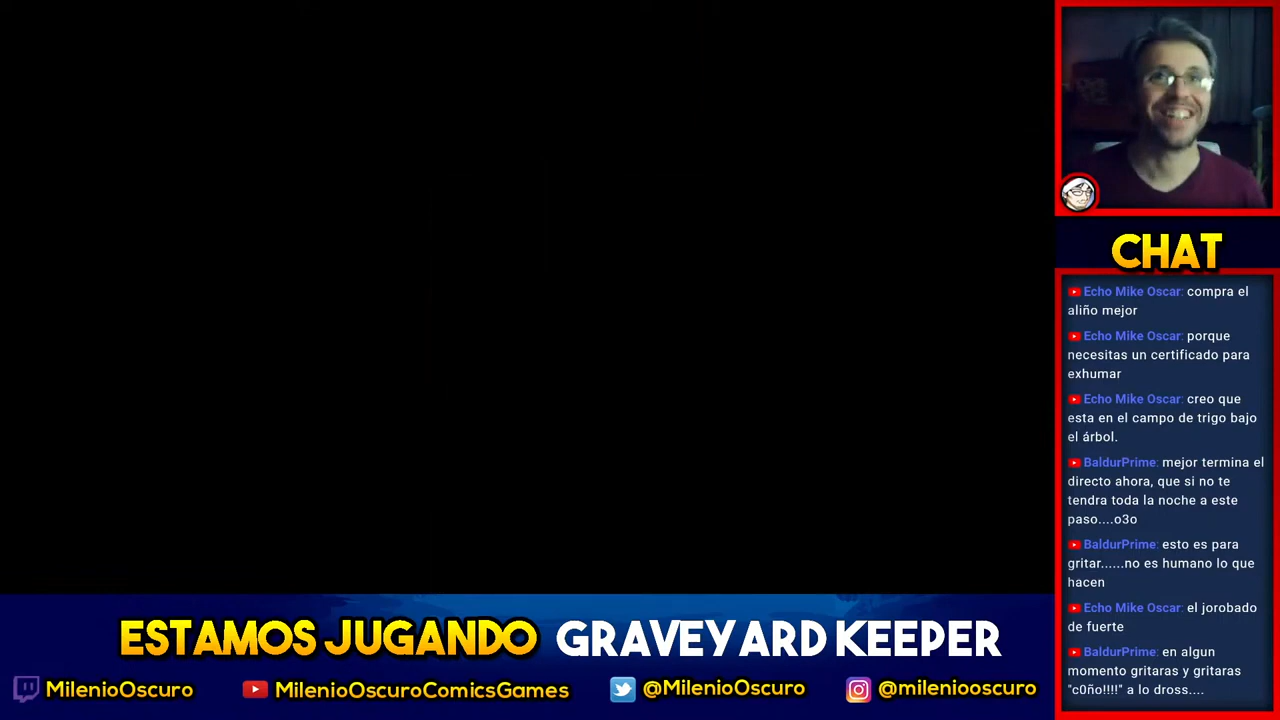 CHAT
Echo Mike Oscar: compra el
aliño mejor
Echo Mike Oscar: porque
necesitas un certificado para
exhumar
Echo Mike Oscar: creo que
esta en el campo de trigo bajo
el árbol.
BaldurPrime: mejor termina el
directo ahora, que si no te
tendra toda la noche a este
paso....o3o
BaldurPrime: esto es para
gritar......no es humano lo que
hacen
Echo Mike Oscar: el jorobado
de fuerte
BaldurPrime: en algun
momento gritaras y gritaras
"c0ño!!!!" a lo dross....
ESTAMOS JUGANDO GRAVEYARD KEEPER
MilenioOscuro MilenioOscuroComicsGames @MilenioOscuro @mileniooscuro